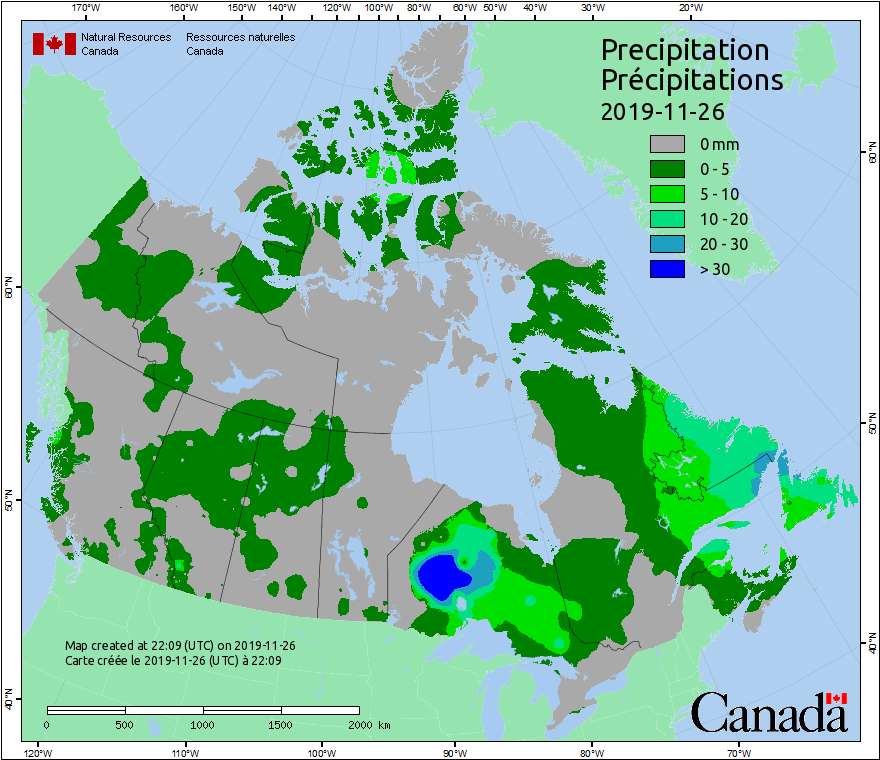 170°W 160°W 150°W 140°W 130°W 120°W 110°W 100°W 90°W 80°W 60°W 50°W 40°W 30°W 20°W
Natural Resources Canada
Ressources naturelles Canada
Precipitation
Précipitations
2019-11-26
0 mm
0 - 5
5 - 10
10 - 20
20 - 30
> 30
60°N
60°N
50°N
50°N
40°N
40°N
Map created at 22:09 (UTC) on 2019-11-26
Carte créée le 2019-11-26 (UTC) à 22:09
0 500 1000 1500 2000 km
Canada
120°W 110°W 100°W 90°W 80°W 70°W